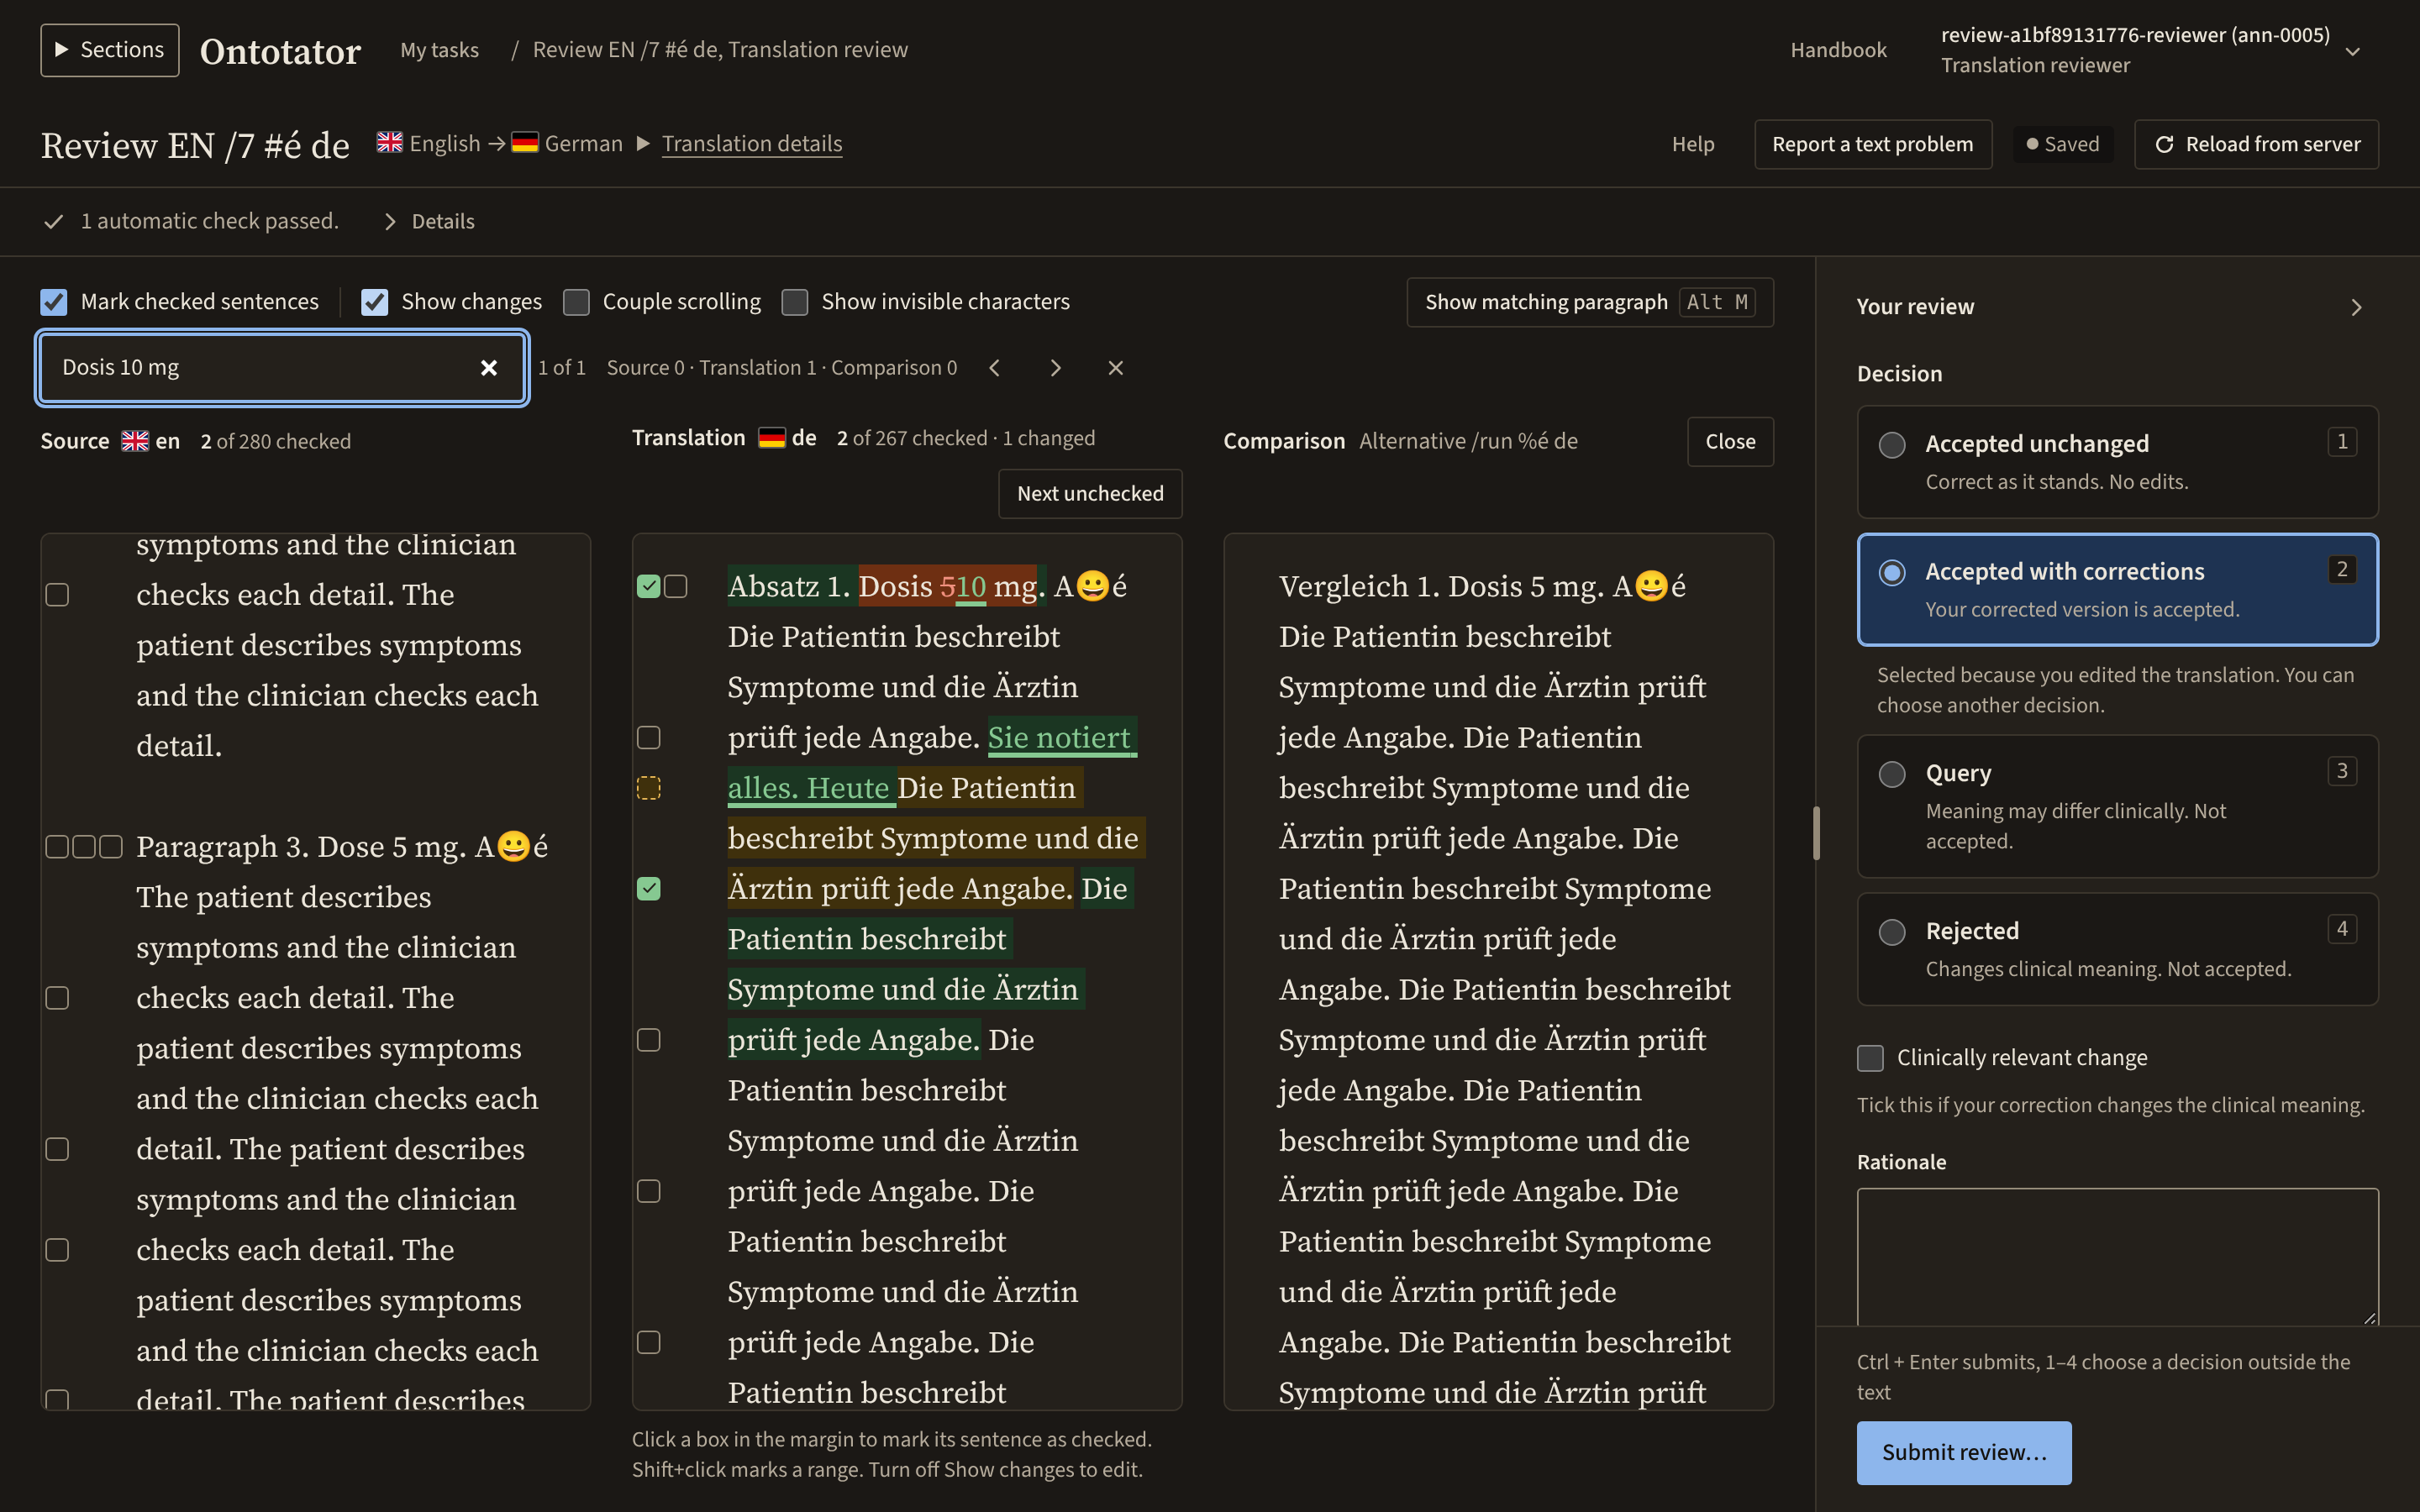 Sections
Ontotator
My tasks / Review EN /7 #é de, Translation review
Handbook
review-a1bf89131776-reviewer (ann-0005)
Translation reviewer
Review EN /7 #é de
English → German
Translation details
Help
Report a text problem
Saved
Reload from server
1 automatic check passed.
Details
Mark checked sentences
Show changes
Couple scrolling
Show invisible characters
Show matching paragraph Alt M
Dosis 10 mg
1 of 1
Source 0 · Translation 1 · Comparison 0
Source en 2 of 280 checked
symptoms and the clinician
checks each detail. The
patient describes symptoms
and the clinician checks each
detail.
Paragraph 3. Dose 5 mg. A😀é
The patient describes
symptoms and the clinician
checks each detail. The
patient describes symptoms
and the clinician checks each
detail. The patient describes
symptoms and the clinician
checks each detail. The
patient describes symptoms
and the clinician checks each
detail. The patient describes
Translation de 2 of 267 checked · 1 changed
Next unchecked
Absatz 1. Dosis 510 mg. A😀é
Die Patientin beschreibt
Symptome und die Ärztin
prüft jede Angabe. Sie notiert
alles. Heute Die Patientin
beschreibt Symptome und die
Ärztin prüft jede Angabe. Die
Patientin beschreibt
Symptome und die Ärztin
prüft jede Angabe. Die
Patientin beschreibt
Symptome und die Ärztin
prüft jede Angabe. Die
Patientin beschreibt
Symptome und die Ärztin
prüft jede Angabe. Die
Patientin beschreibt
Click a box in the margin to mark its sentence as checked.
Shift+click marks a range. Turn off Show changes to edit.
Comparison Alternative /run %é de
Close
Vergleich 1. Dosis 5 mg. A😀é
Die Patientin beschreibt
Symptome und die Ärztin prüft
jede Angabe. Die Patientin
beschreibt Symptome und die
Ärztin prüft jede Angabe. Die
Patientin beschreibt Symptome
und die Ärztin prüft jede
Angabe. Die Patientin beschreibt
Symptome und die Ärztin prüft
jede Angabe. Die Patientin
beschreibt Symptome und die
Ärztin prüft jede Angabe. Die
Patientin beschreibt Symptome
und die Ärztin prüft jede
Angabe. Die Patientin beschreibt
Symptome und die Ärztin prüft
Your review
Decision
Accepted unchanged 1
Correct as it stands. No edits.
Accepted with corrections 2
Your corrected version is accepted.
Selected because you edited the translation. You can
choose another decision.
Query 3
Meaning may differ clinically. Not
accepted.
Rejected 4
Changes clinical meaning. Not accepted.
Clinically relevant change
Tick this if your correction changes the clinical meaning.
Rationale
Ctrl + Enter submits, 1–4 choose a decision outside the
text
Submit review…